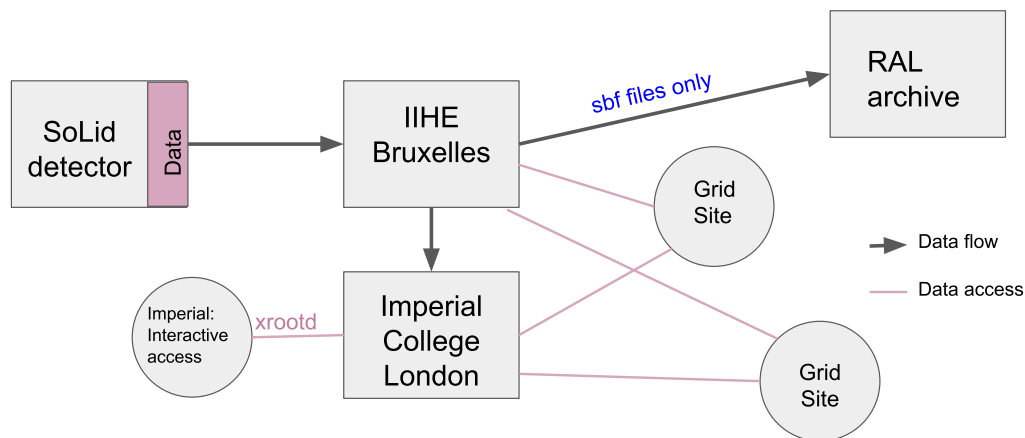 SoLid
detector
Data
IIHE
Bruxelles
sbf files only
RAL
archive
Grid
Site
Data flow
Data access
Imperial:
Interactive
access
xrootd
Imperial
College
London
Grid
Site